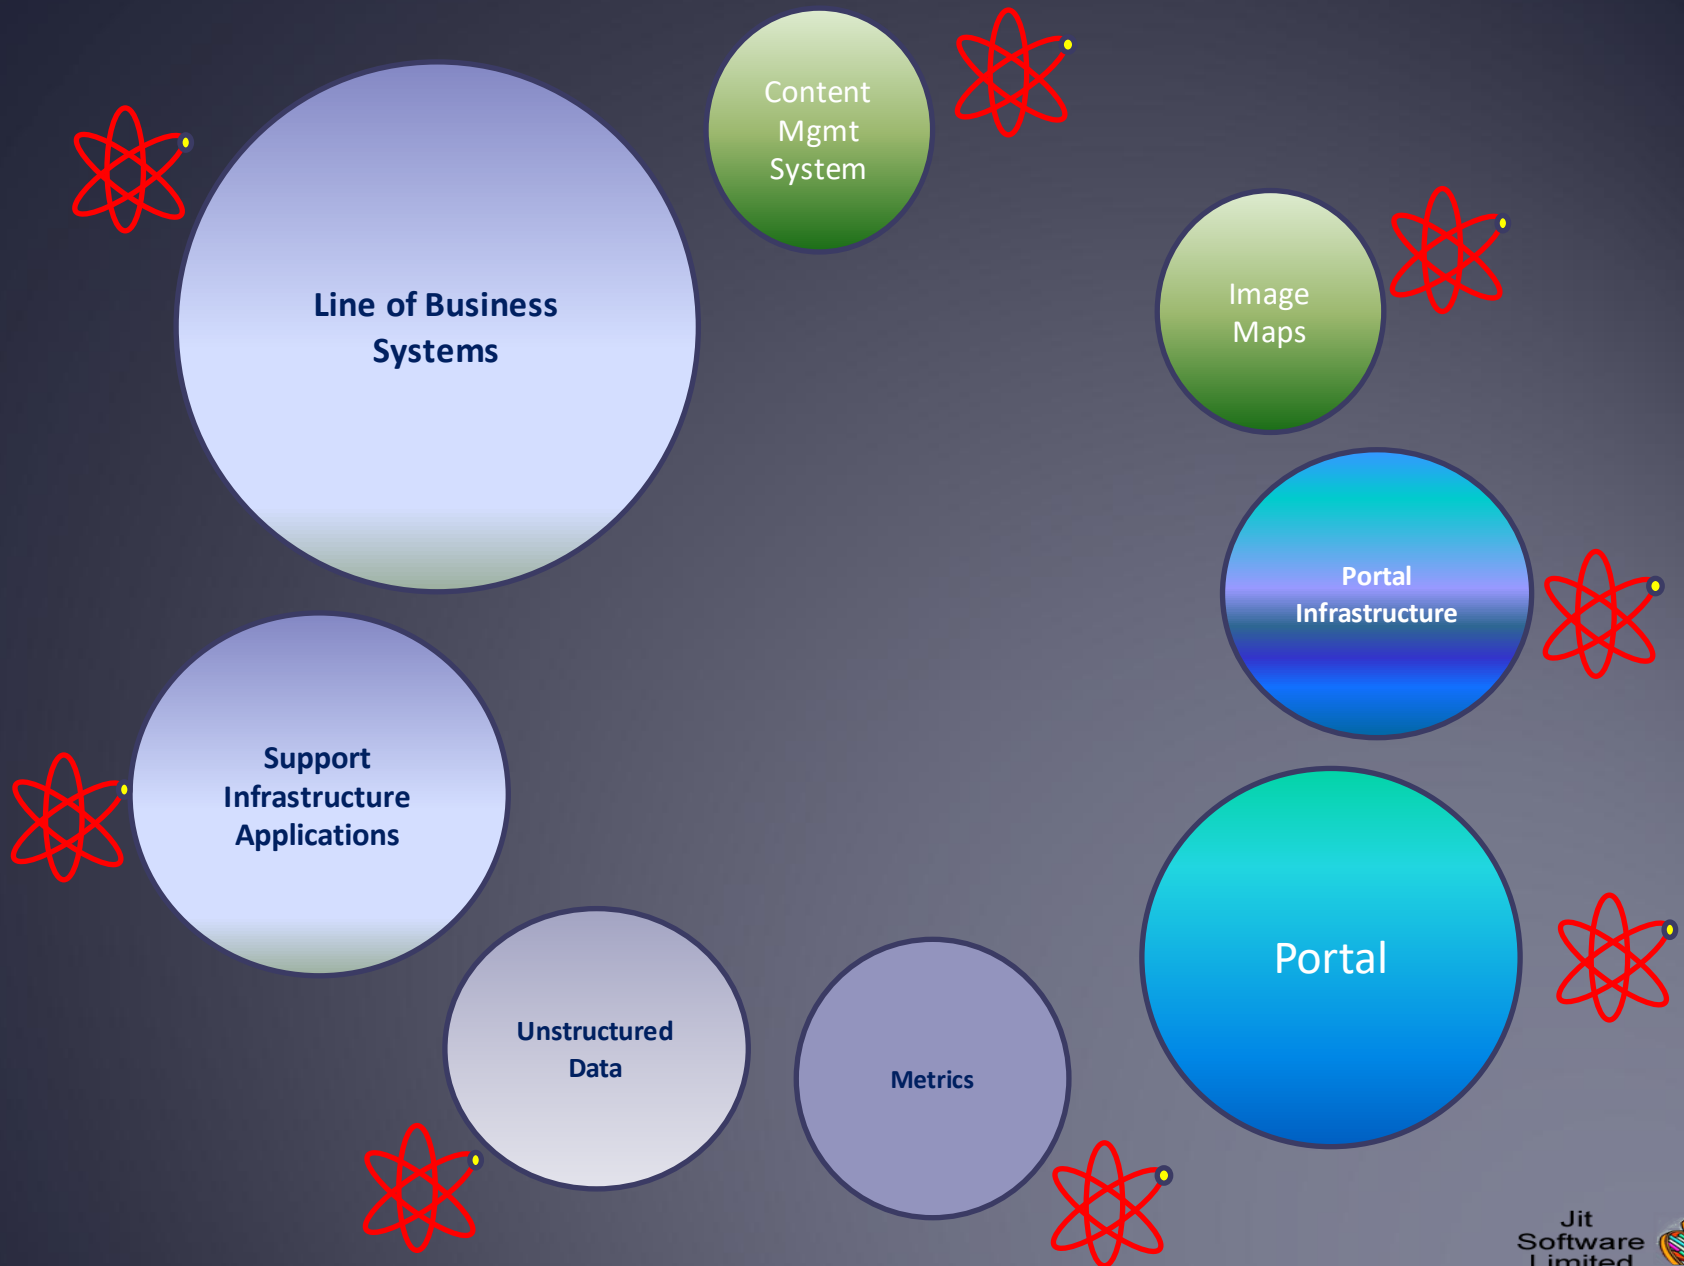 Content
Mgmt
System
Line of Business
Systems
Image
Maps
Portal
Infrastructure
Support
Infrastructure
Applications
Portal
Unstructured
Data
Metrics
Jit
Software
Limited